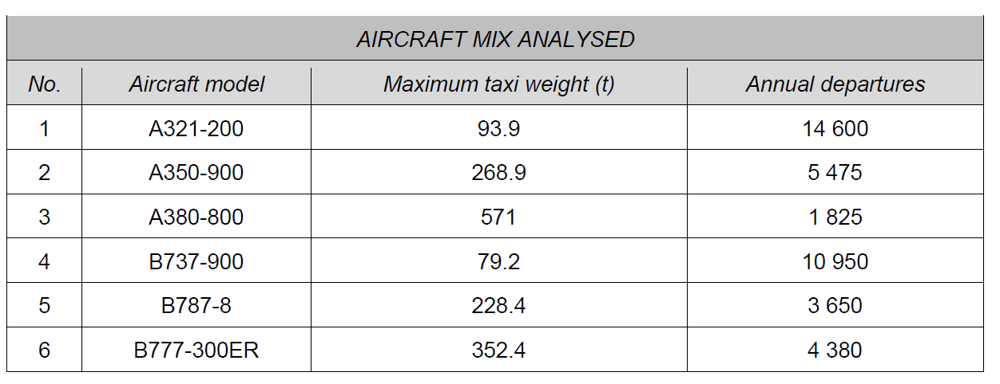 AIRCRAFT MIX ANALYSED
No. Aircraft model Maximum taxi weight (t) Annual departures
1 A321-200 93.9 14 600
2 A350-900 268.9 5 475
3 A380-800 571 1 825
4 B737-900 79.2 10 950
5 B787-8 228.4 3 650
6 B777-300ER 352.4 4 380